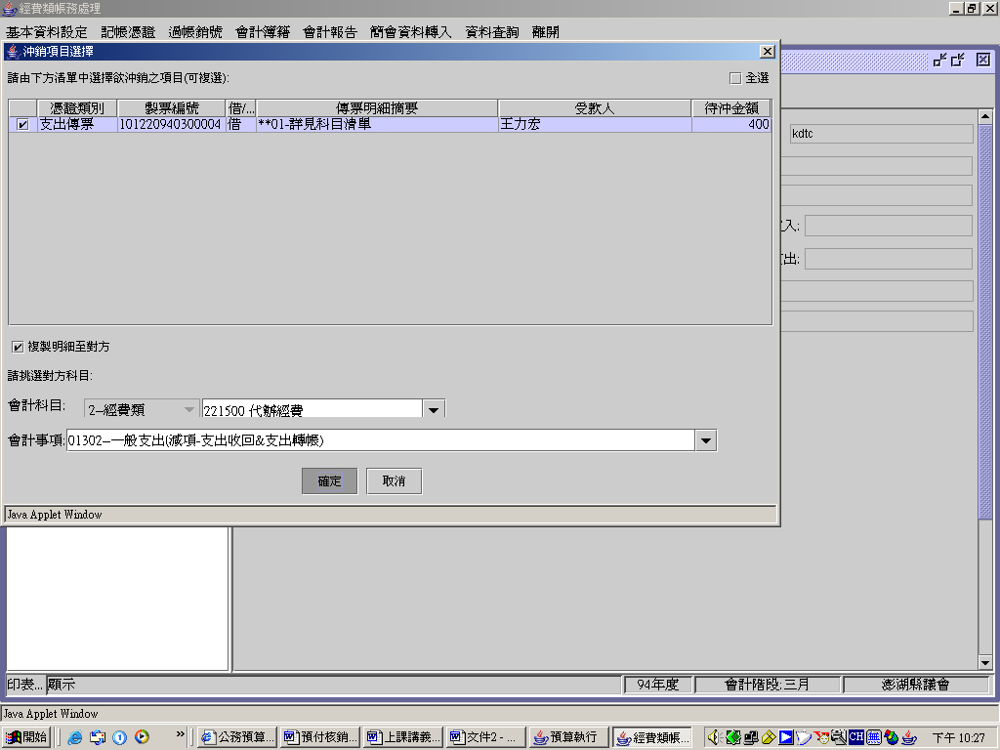 經費類帳務處理
基本資料設定 記帳憑證 過帳銷號 會計簿籍 會計報告 簡會資料轉入 資料查詢 離開
沖銷項目選擇
請由下方清單中選擇欲沖銷之項目(可複選): 全選
憑證類別 製票編號 借/... 傳票明細摘要 受款人 待沖金額
支出傳票 101220940300004 借 **01-詳見科目清單 王力宏 400
kdtc
入:
出:
複製明細至對方
請挑選對方科目:
會計科目: 2--經費類 221500 代辦經費
會計事項: 01302--一般支出(減項-支出收回&支出轉帳)
確定 取消
Java Applet Window
印表... 顯示 94年度 會計階段:三月 澎湖縣議會
Java Applet Window
開始 » 公務預算... 預付核銷... 上課講義... 文件2 - ... 預算執行 經費類帳... CH 下午 10:27